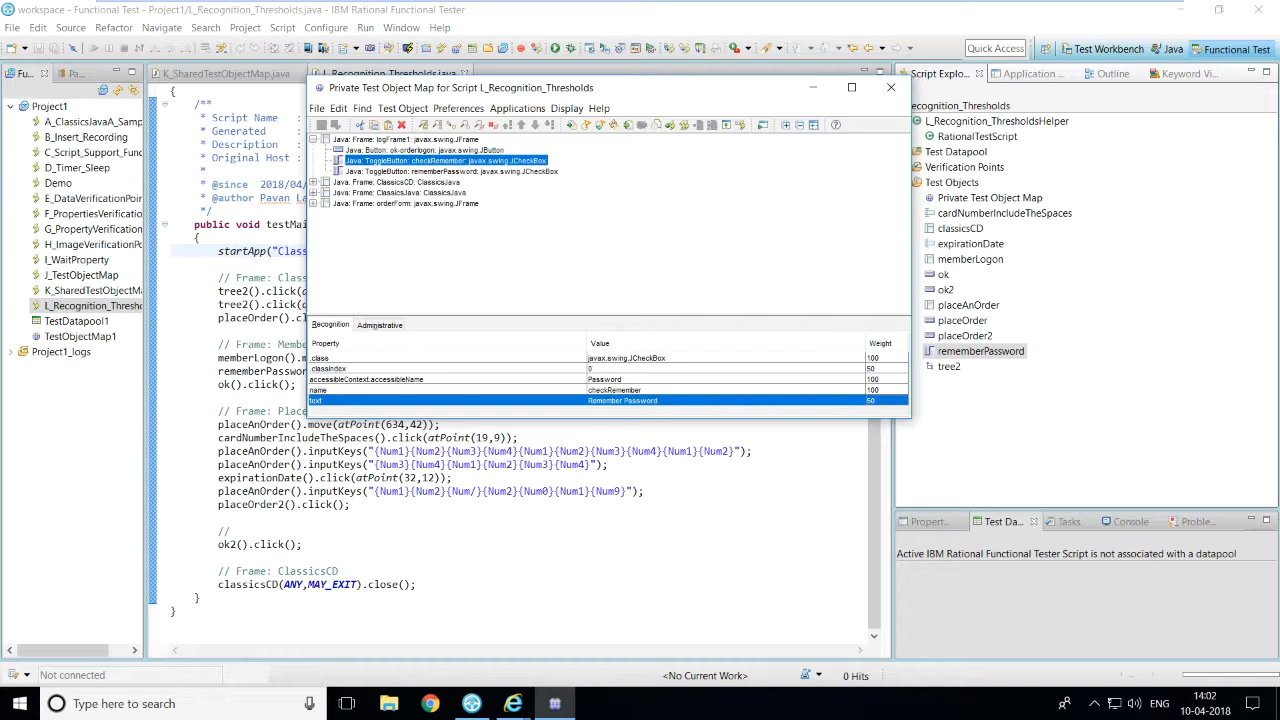 workspace - Functional Test - Project1/L_Recognition_Thresholds.java - IBM Rational Functional Tester
File Edit Source Refactor Navigate Search Project Script Configure Run Window Help
Quick Access
Test Workbench
Java
Functional Test
Fu...
Pa...
Project1
A_ClassicsJavaA_Samp
B_Insert_Recording
C_Script_Support_Func
D_Timer_Sleep
Demo
E_DataVerificationPoin
F_PropertiesVerification
G_PropertyVerification
H_ImageVerificationPo
I_WaitProperty
J_TestObjectMap
K_SharedTestObjectMa
L_Recognition_Thresho
TestDatapool1
TestObjectMap1
Project1_logs
K_SharedTestObjectMap.java
L_Recognition_Thresholds.java
{
/**
* Script Name :
* Generated :
* Description :
* Original Host :
*
* @since 2018/04/
* @author Pavan La
*/
public void testMai
{
startApp("Class
// Frame: Class
tree2().click(a
tree2().click(a
placeOrder().cl
// Frame: Membe
memberLogon().m
rememberPasswor
ok().click();
// Frame: Place
placeAnOrder().move(atPoint(634,42));
cardNumberIncludeTheSpaces().click(atPoint(19,9));
placeAnOrder().inputKeys("{Num1}{Num2}{Num3}{Num4}{Num1}{Num2}{Num3}{Num4}{Num1}{Num2}");
placeAnOrder().inputKeys("{Num3}{Num4}{Num1}{Num2}{Num3}{Num4}");
expirationDate().click(atPoint(32,12));
placeAnOrder().inputKeys("{Num1}{Num2}{Num/}{Num2}{Num0}{Num1}{Num9}");
placeOrder2().click();
//
ok2().click();
// Frame: ClassicsCD
classicsCD(ANY,MAY_EXIT).close();
}
}
Private Test Object Map for Script L_Recognition_Thresholds
File Edit Find Test Object Preferences Applications Display Help
Java: Frame: logFrame1: javax.swing.JFrame
Java: Button: ok-orderlogon: javax.swing.JButton
Java: ToggleButton: checkRemember: javax.swing.JCheckBox
Java: ToggleButton: rememberPassword: javax.swing.JCheckBox
Java: Frame: ClassicsCD: ClassicsJava
Java: Frame: ClassicsJava: ClassicsJava
Java: Frame: orderForm: javax.swing.JFrame
Recognition Administrative
Property Value Weight
.class javax.swing.JCheckBox 100
.classIndex 0 50
accessibleContext.accessibleName Password 100
name checkRemember 100
text Remember Password 50
Script Explo...
Application ...
Outline
Keyword Vi...
ecognition_Thresholds
L_Recognition_ThresholdsHelper
RationalTestScript
Test Datapool
Verification Points
Test Objects
Private Test Object Map
cardNumberIncludeTheSpaces
classicsCD
expirationDate
memberLogon
ok
ok2
placeAnOrder
placeOrder
placeOrder2
rememberPassword
tree2
Propert...
Test Da...
Tasks
Console
Proble...
Active IBM Rational Functional Tester Script is not associated with a datapool
Not connected.
<No Current Work>
0 Hits
Type here to search
ENG
14:02
10-04-2018